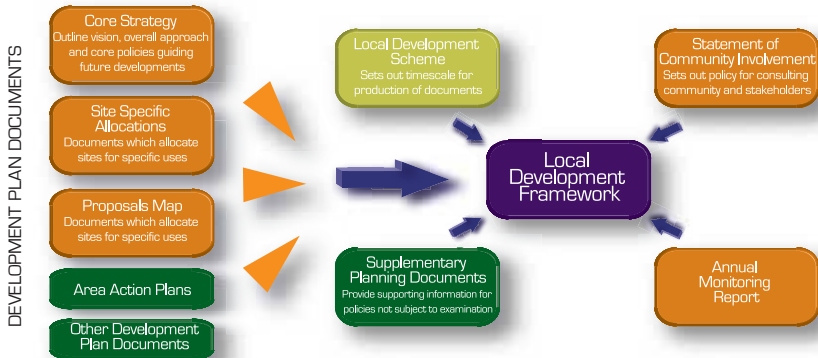 DEVELOPMENT PLAN DOCUMENTS
Core Strategy
Outline vision, overall approach
and core policies guiding
future developments
Site Specific
Allocations
Documents which allocate
sites for specific uses
Proposals Map
Documents which allocate
sites for specific uses
Area Action Plans
Other Development
Plan Documents
Local Development
Scheme
Sets out timescale for
production of documents
Supplementary
Planning Documents
Provide supporting information for
policies not subject to examination
Local
Development
Framework
Statement of
Community Involvement
Sets out policy for consulting
community and stakeholders
Annual
Monitoring
Report